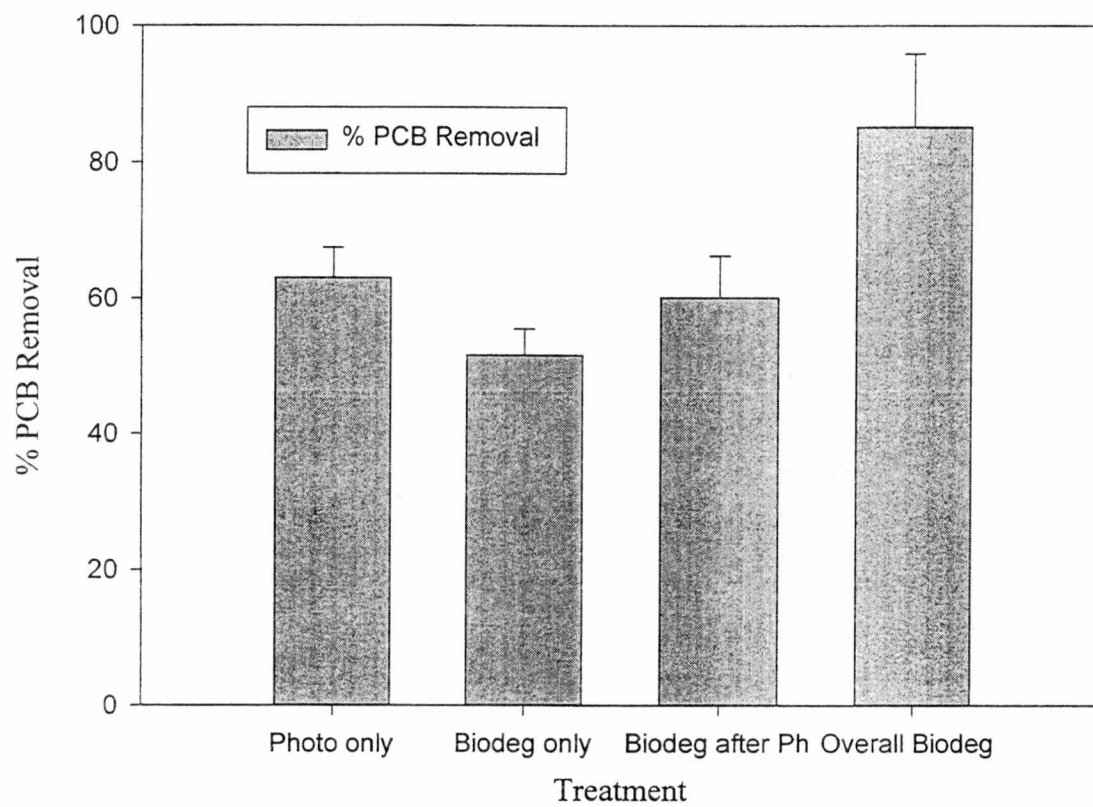 100
% PCB Removal
80
60
40
20
0
% PCB Removal
Photo only
Biodeg only
Biodeg after Ph
Overall Biodeg
Treatment